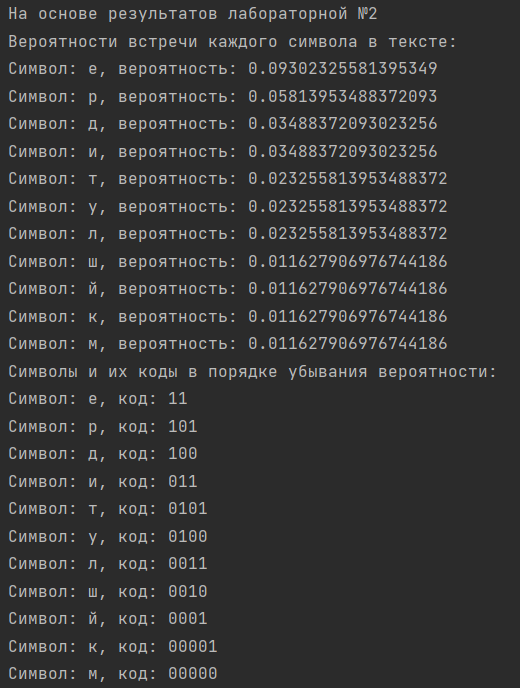 На основе результатов лабораторной №2
Вероятности встречи каждого символа в тексте:
Символ: е, вероятность: 0.09302325581395349
Символ: р, вероятность: 0.05813953488372093
Символ: д, вероятность: 0.03488372093023256
Символ: и, вероятность: 0.03488372093023256
Символ: т, вероятность: 0.023255813953488372
Символ: у, вероятность: 0.023255813953488372
Символ: л, вероятность: 0.023255813953488372
Символ: ш, вероятность: 0.011627906976744186
Символ: й, вероятность: 0.011627906976744186
Символ: к, вероятность: 0.011627906976744186
Символ: м, вероятность: 0.011627906976744186
Символы и их коды в порядке убывания вероятности:
Символ: е, код: 11
Символ: р, код: 101
Символ: д, код: 100
Символ: и, код: 011
Символ: т, код: 0101
Символ: у, код: 0100
Символ: л, код: 0011
Символ: ш, код: 0010
Символ: й, код: 0001
Символ: к, код: 00001
Символ: м, код: 00000